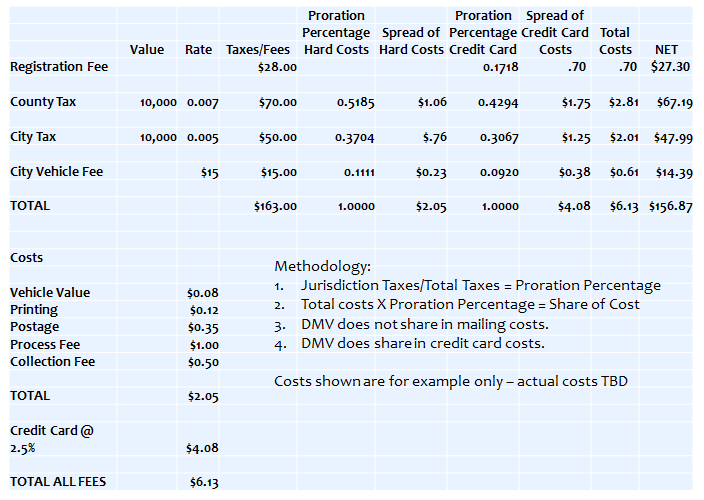 Proration Proration Spread of
Percentage Spread of Percentage Credit Card Total
Value Rate Taxes/Fees Hard Costs Hard Costs Credit Card Costs Costs NET
Registration Fee $28.00 0.1718 .70 .70 $27.30
County Tax 10,000 0.007 $70.00 0.5185 $1.06 0.4294 $1.75 $2.81 $67.19
City Tax 10,000 0.005 $50.00 0.3704 $.76 0.3067 $1.25 $2.01 $47.99
City Vehicle Fee $15 $15.00 0.1111 $0.23 0.0920 $0.38 $0.61 $14.39
TOTAL $163.00 1.0000 $2.05 1.0000 $4.08 $6.13 $156.87
Costs
Vehicle Value $0.08
Printing $0.12
Postage $0.35
Process Fee $1.00
Collection Fee $0.50
TOTAL $2.05
Credit Card @
2.5% $4.08
TOTAL ALL FEES $6.13
Methodology:
1. Jurisdiction Taxes/Total Taxes = Proration Percentage
2. Total costs X Proration Percentage = Share of Cost
3. DMV does not share in mailing costs.
4. DMV does share in credit card costs.
Costs shown are for example only – actual costs TBD